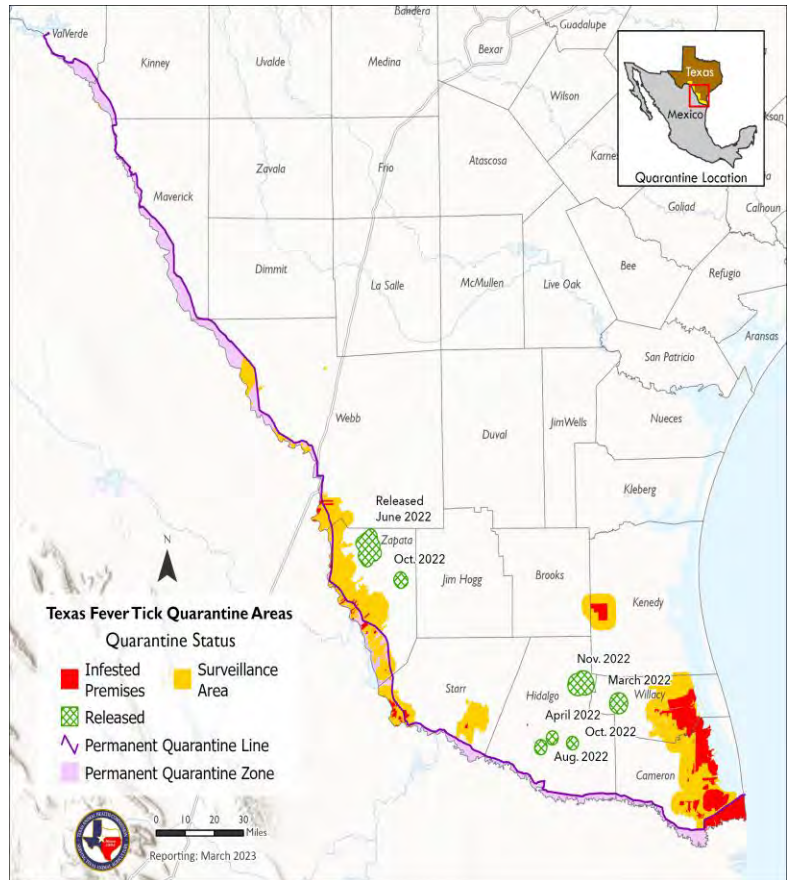 Bandera
Guadalupe
ValVerde
Kinney
Uvalde
Medina
Bexar
Wilson
Texas
Mexico
Quarantine Location
Maverick
Zavala
Frio
Atascosa
Karnes
Goliad
Calhoun
Dimmit
La Salle
McMullen
Live Oak
Bee
Refugio
Aransas
San Patricio
Webb
Duval
JimWells
Nueces
Kleberg
Released
June 2022
Zapata
Oct. 2022
Jim Hogg
Brooks
Kenedy
N
Texas Fever Tick Quarantine Areas
Quarantine Status
Infested
Premises
Surveillance
Area
Released
Permanent Quarantine Line
Permanent Quarantine Zone
Starr
Hidalgo
Nov. 2022
March 2022
Willacy
April 2022
Oct. 2022
Aug. 2022
Cameron
0 10 20 30
Miles
Reporting: March 2023